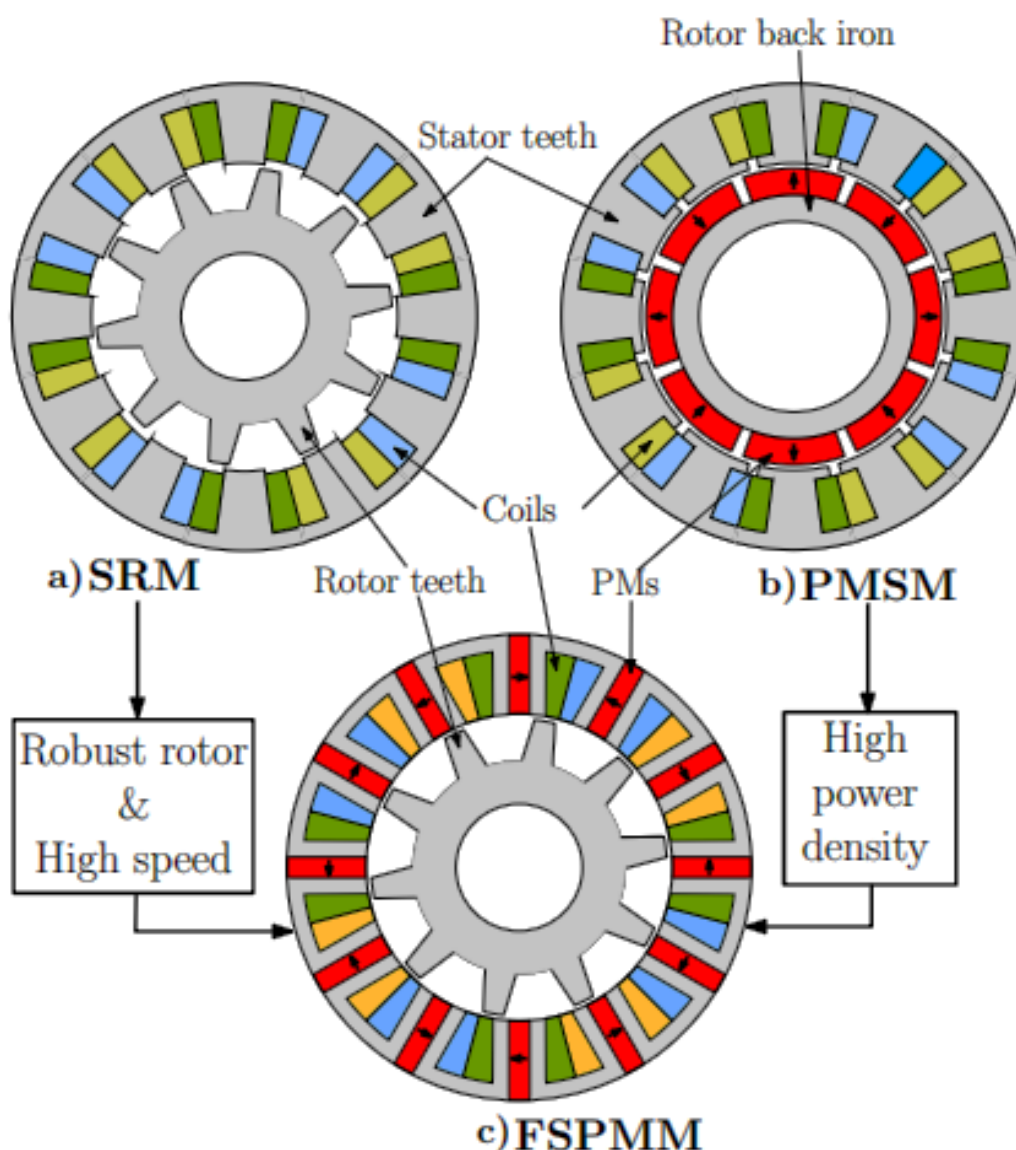 Rotor back iron
Stator teeth
Coils
a) SRM
Rotor teeth
PMs
b) PMSM
Robust rotor
&
High speed
High
power
density
c) FSPMM